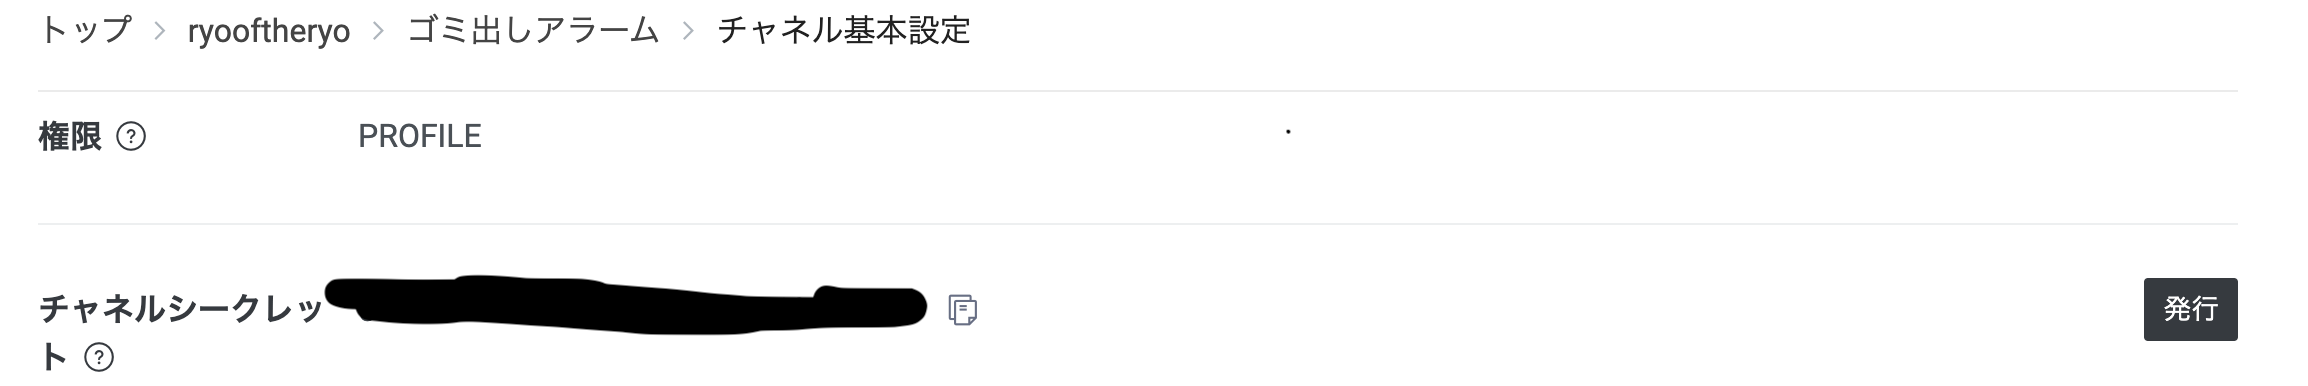 トップ > ryooftheryo > ゴミ出しアラーム > チャネル基本設定
権限 ? PROFILE
チャネルシークレッ
ト ?
発行